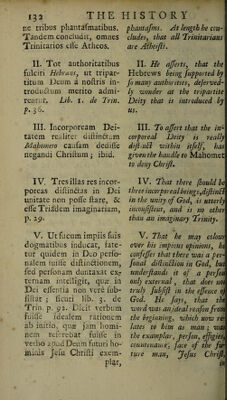 132 THE HISTORY
ne tribus phantasmatibus.
Tandem concludit, omnes
Trinitarios esse Atheos.
II. Tot authoritatibus
fulciri Hebræos, ut tripar-
titum Deum à nostris in-
troductum merito admi-
rentur. Lib. 1. de Trin.
p. 36.
III. Incorpoream Dei-
tatem realiter distinctam
Mahumeto causam dedisse
negandi Christum; ibid.
IV. Tres illas res incor-
poreas distinctas in Dei
unitate non posse stare, &
esse Triadem imaginariam,
p. 29.
V. Ut fucum impiis suis
dogmatibus inducat, fate-
tur quidem in Deo perso-
nalem fuisse distinctionem,
sed personam duntaxat ex-
ternam intelligit, quæ in
Dei essentia non verè sub-
sistat; sicut lib. 3. de
Trin. p. 92. Dicit verbum
fuisse idealem rationem
ab initio, quæ jam homi-
nem referebat fuisse in
verbo apud Deum futuri ho-
minis Jesu Christi exem-
plar,
phantasms. At length he con-
cludes, that all Trinitarians
are Atheists.
II. He asserts, that the
Hebrews being supported by
so many authorities, deserved-
ly wonder at the tripartite
Deity that is introduced by
us.
III. To assert that the in-
corporeal Deity is really
distinct within itself, has
given the handle to Mahomet
to deny Christ.
IV. That there should be
three incorporeal beings, distinct
in the unity of God, is utterly
inconsistent, and is no other
than an imaginary Trinity.
V. That he may colour
over his impious opinions, he
confesses that there was a per-
sonal distinction in God, but
understands it of a person
only external, that does not
truly subsist in the essence of
God. He says, that the
word was an ideal reason from
the beginning, which now re-
lates to him as man; was
the exemplar, person, effigies,
countenance, face of the fu-
ture man, Jesus Christ,
in